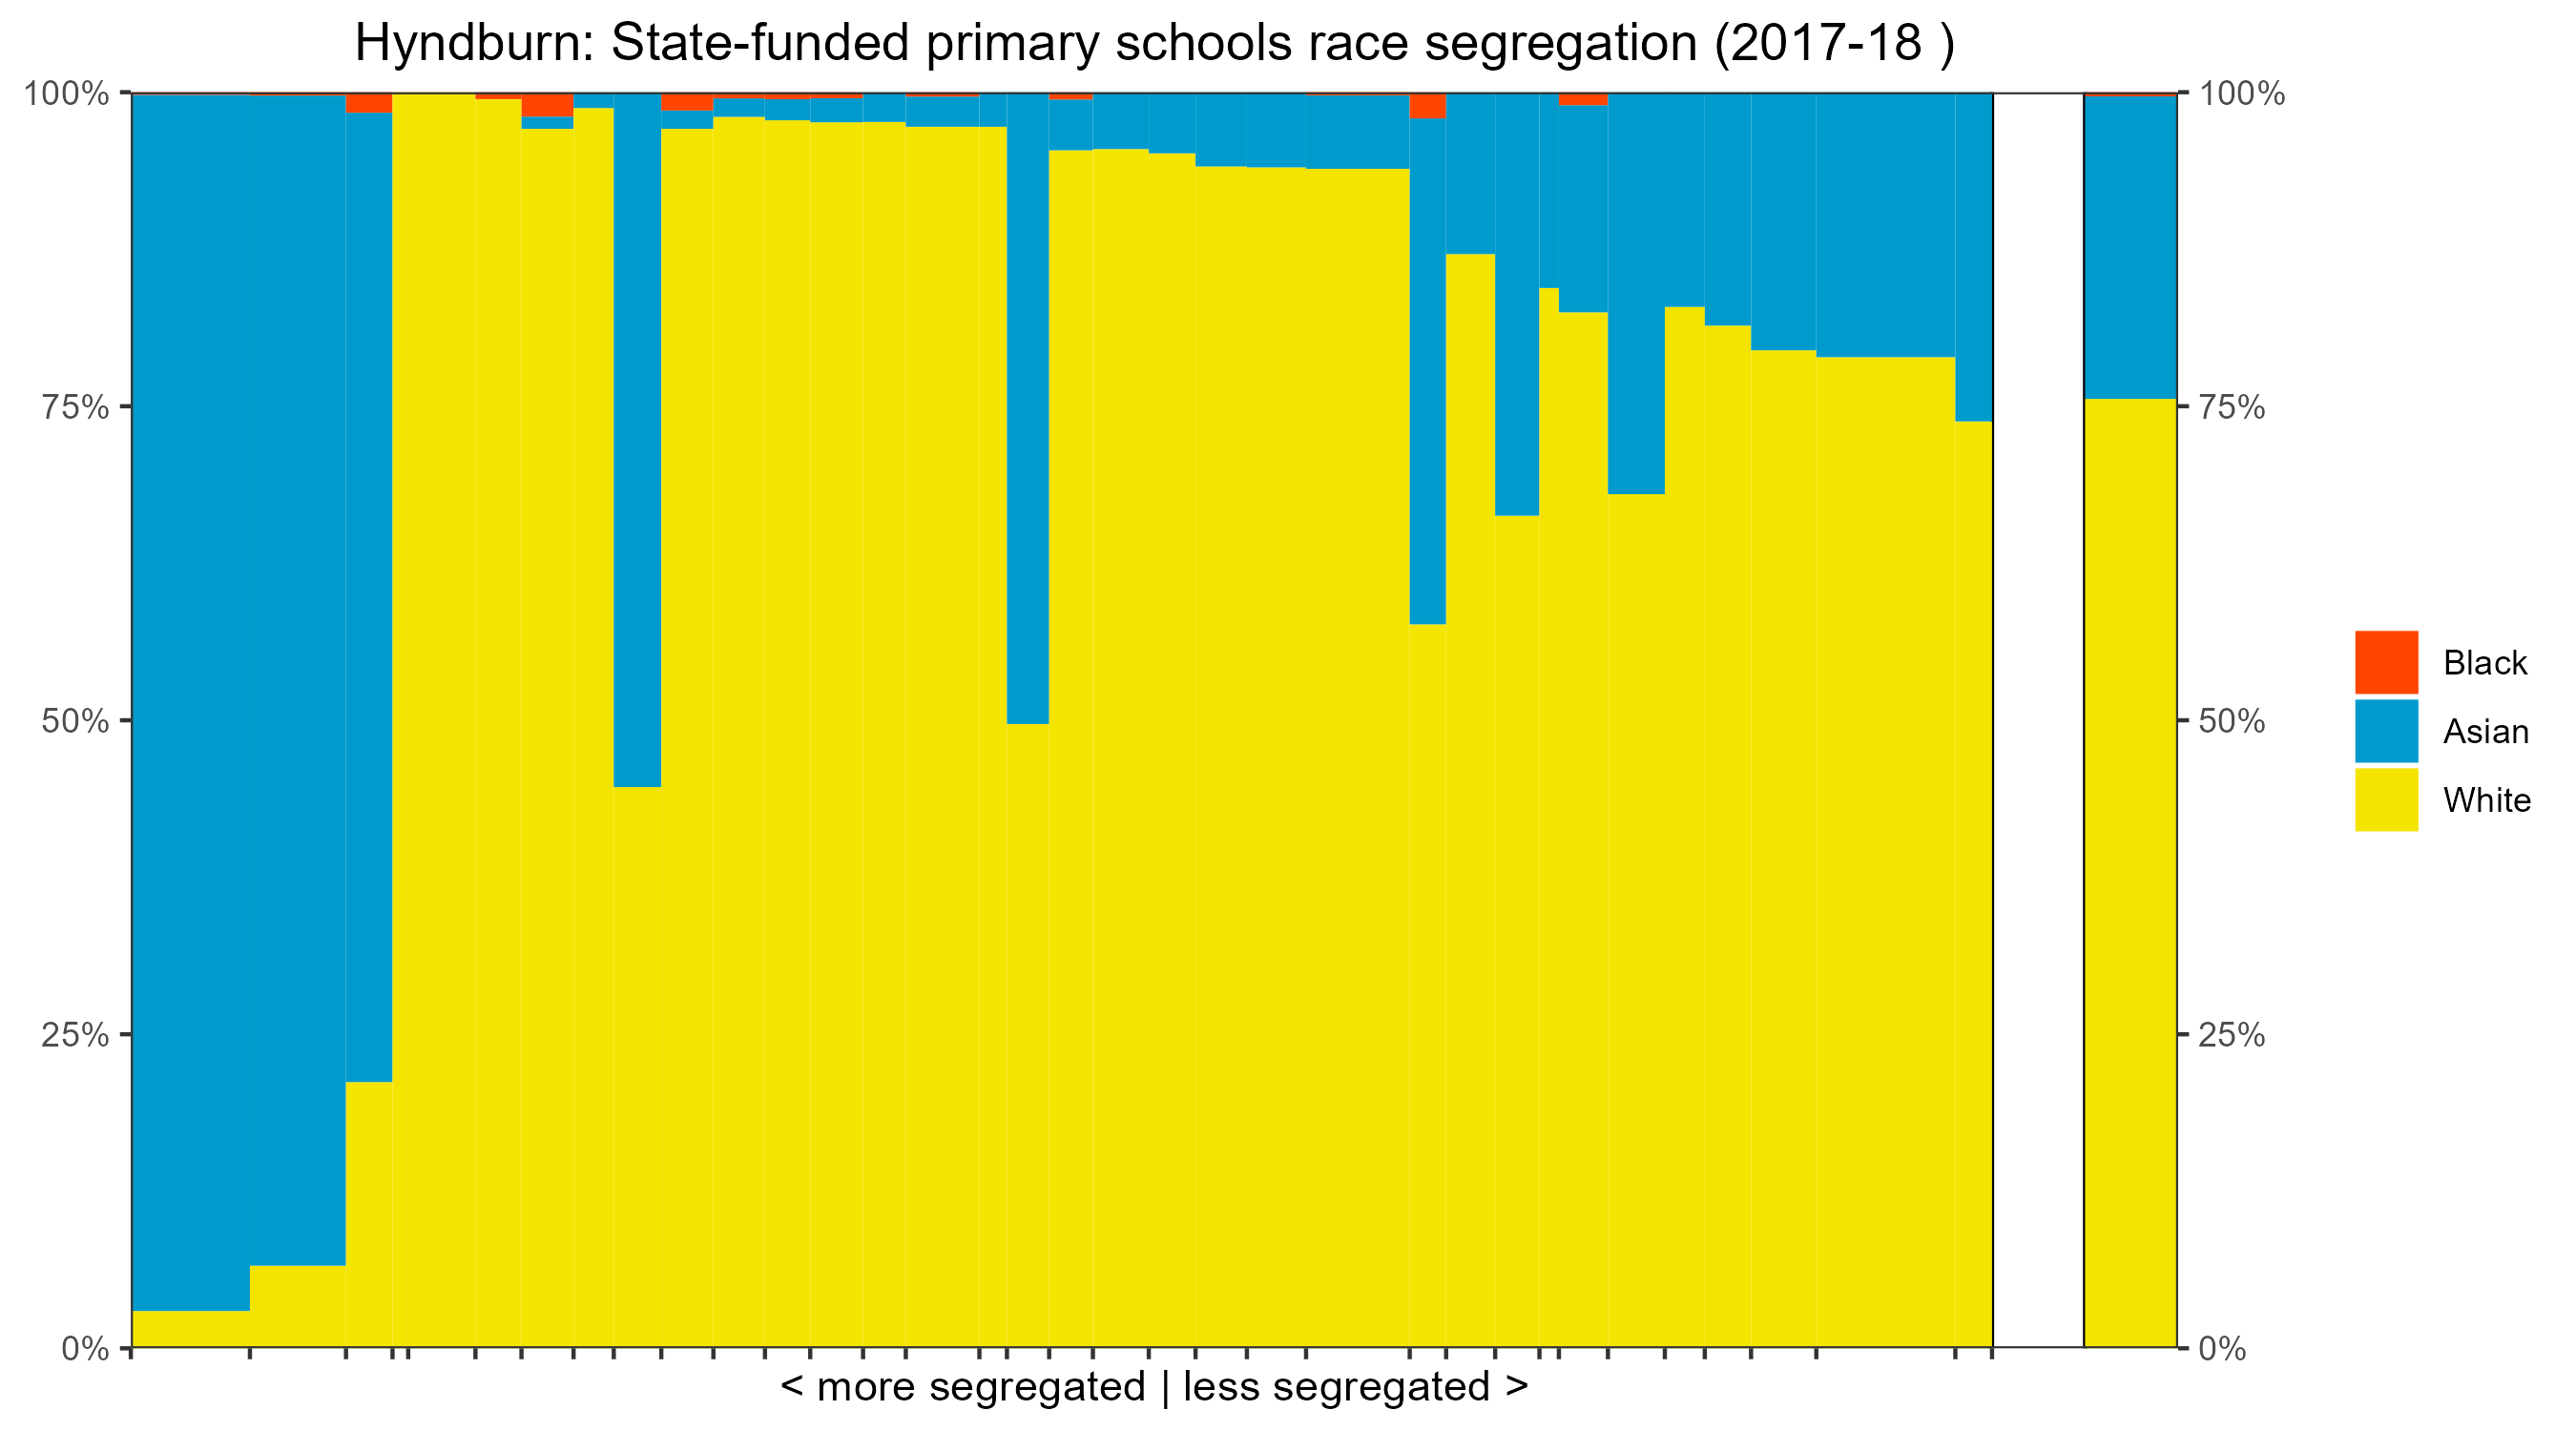 Hyndburn: State-funded primary schools race segregation (2017-18 )
100%
75%
50%
25%
0%
100%
75%
50%
25%
0%
Black
Asian
White
< more segregated | less segregated >